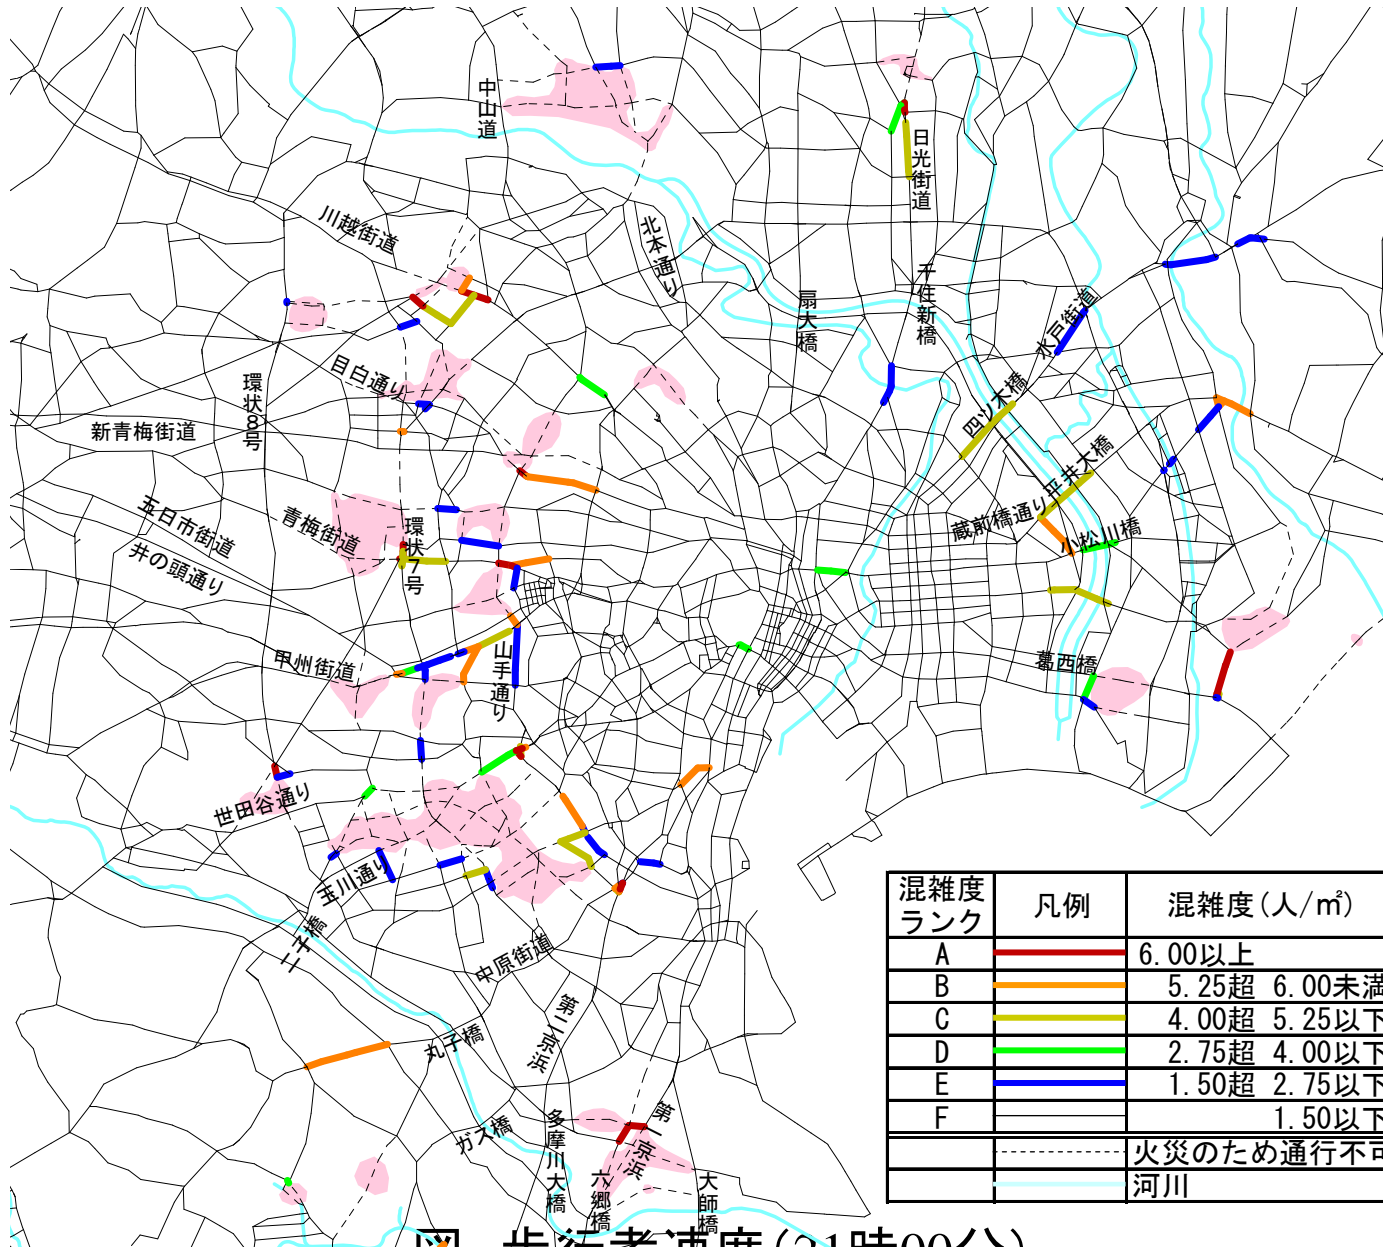 中山道
日光街道
川越街道
北本通り
千住新橋
扇大橋
水戸街道
目白通り
環状8号
四ツ木橋
新青梅街道
平井大橋
五日市街道
青梅街道
環状7号
蔵前橋通り
小松川橋
井の頭通り
甲州街道
山手通り
葛西橋
世田谷通り
玉川通り
二子橋
中原街道
第二京浜
丸子橋
ガス橋
多摩川大橋
第一京浜
六郷橋
大師橋
混雑度ランク 凡例 混雑度(人/㎡)
A 6.00以上
B 5.25超 6.00未満
C 4.00超 5.25以下
D 2.75超 4.00以下
E 1.50超 2.75以下
F 1.50以下
火災のため通行不可
河川